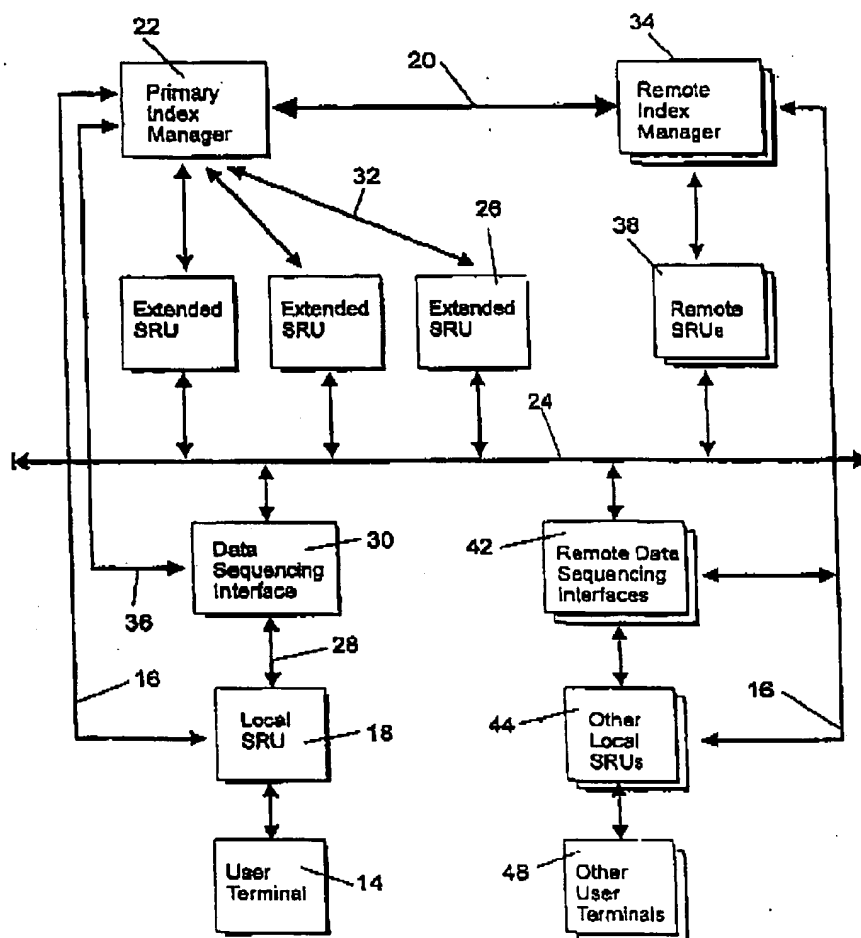 22
34
20
Primary
Index
Manager
Remote
Index
Manager
32
26
38
Extended
SRU
Extended
SRU
Extended
SRU
Remote
SRUs
24
30
42
Data
Sequencing
Interface
Remote Data
Sequencing
Interfaces
36
28
16
16
Local
SRU
18
44
Other
Local
SRUs
User
Terminal
14
48
Other
User
Terminals